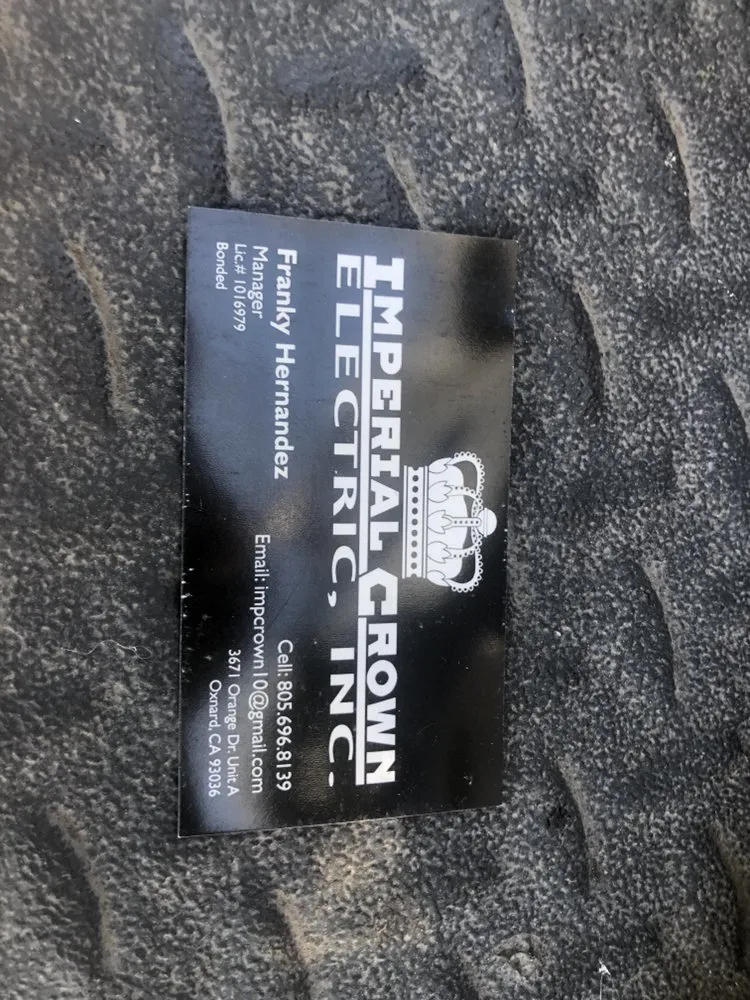 IMPERIAL CROWN
ELECTRIC, INC.
Franky Hernandez
Manager
Lic.# 1016979
Bonded
Cell: 805.696.8139
Email: impcrown10@gmail.com
3671 Orange Dr. Unit A
Oxnard, CA 93036